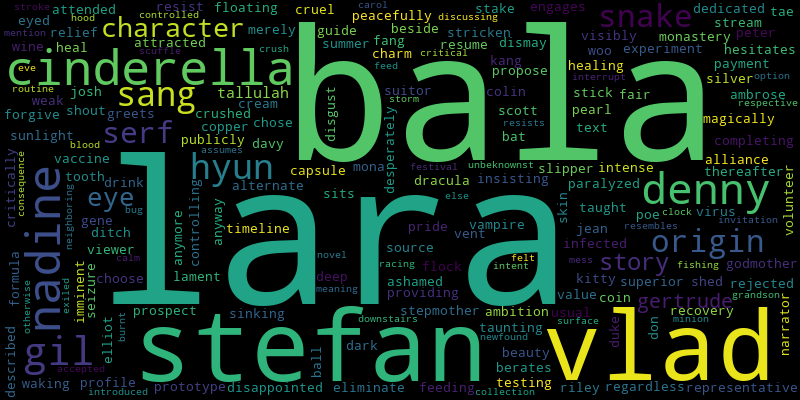 stroke hood controlled resist floating cruel stake engages carol discussing dedicated tae
eyed relief merely guide beside stricken visibly attracted mention peter
character snake
wine heal scuffle attracted peacefully summer fang dismay woo experiment monastery stream hesitates
cinderella bala
eve crush charm critical resume kang propose healing interrupt payment option
routine josh tallulah feed suitor colin silver ambrose respective
weak sang cream storm scott stick fair
forgive shout greets crushed chose disgust resists pearl text magically
sunlight serf copper davy bat completing
publicly desperately
blood assumes festival unbeknownst alliance
critically vaccine hyun capsule mona slipper intense thereafter
consequence tooth alternate dracula insisting paralyzed denny volunteer
nadine eye drink controlling sits else skin taught poe clock virus invitation
neighboring gene bug anyway pride vampire jean resembles
ditch anymore timeline source vent felt infected origin
viewer lara mess fishing
calm lament novel racing intent story godmother
formula imminent seizure choose deep flock ashamed kitty superior shed rejected
meaning providing value coin grandson
otherwise exiled prospect sinking stepmother ambition usual gertrude recovery
described burnt elliot stefan downstairs taunting surface duke don vlad narrator
gil ball dark newfound beauty minion
accepted berates
waking profile prototype disappointed eliminate feeding testing riley regardless representative
introduced collection